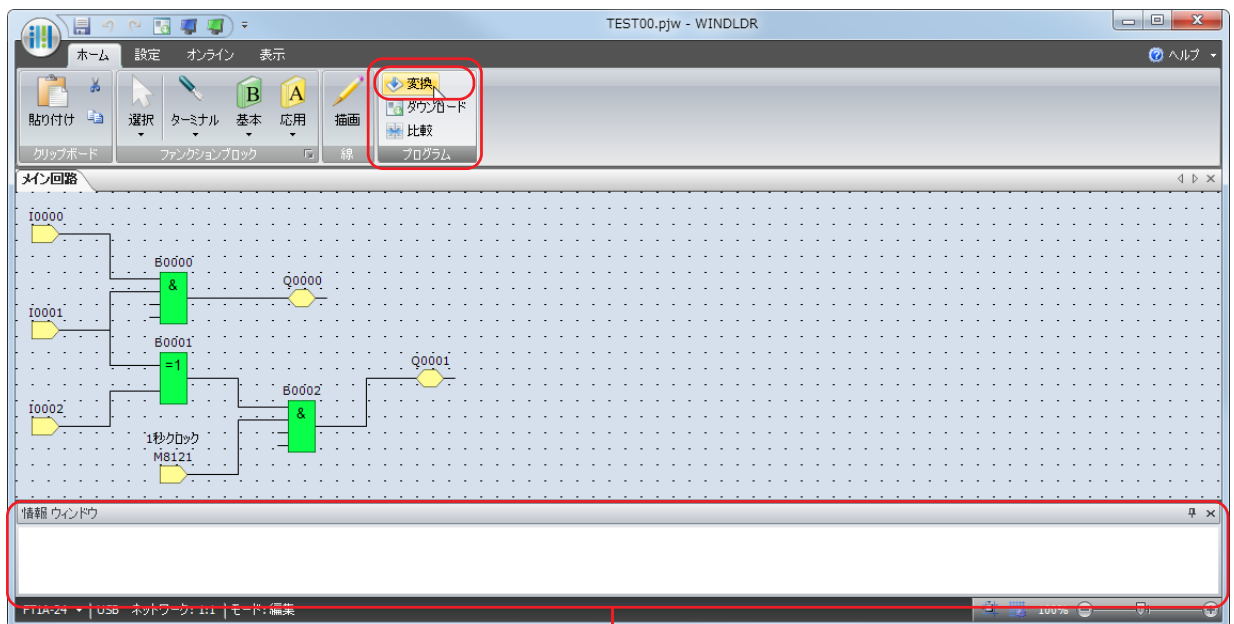 TEST00.pjw - WINDLDR
ホーム 設定 オンライン 表示 ヘルプ
貼り付け
選択
ターミナル
B
基本
A
応用
描画
変換
ダウンロード
比較
クリップボード ファンクションブロック 線 プログラム
メイン回路
I0000
B0000
&
Q0000
I0001
B0001
=1
Q0001
B0002
&
I0002
1秒クロック
M8121
情報 ウィンドウ
FT1A-24 USB ネットワーク: 1:1 モード: 編集 100%